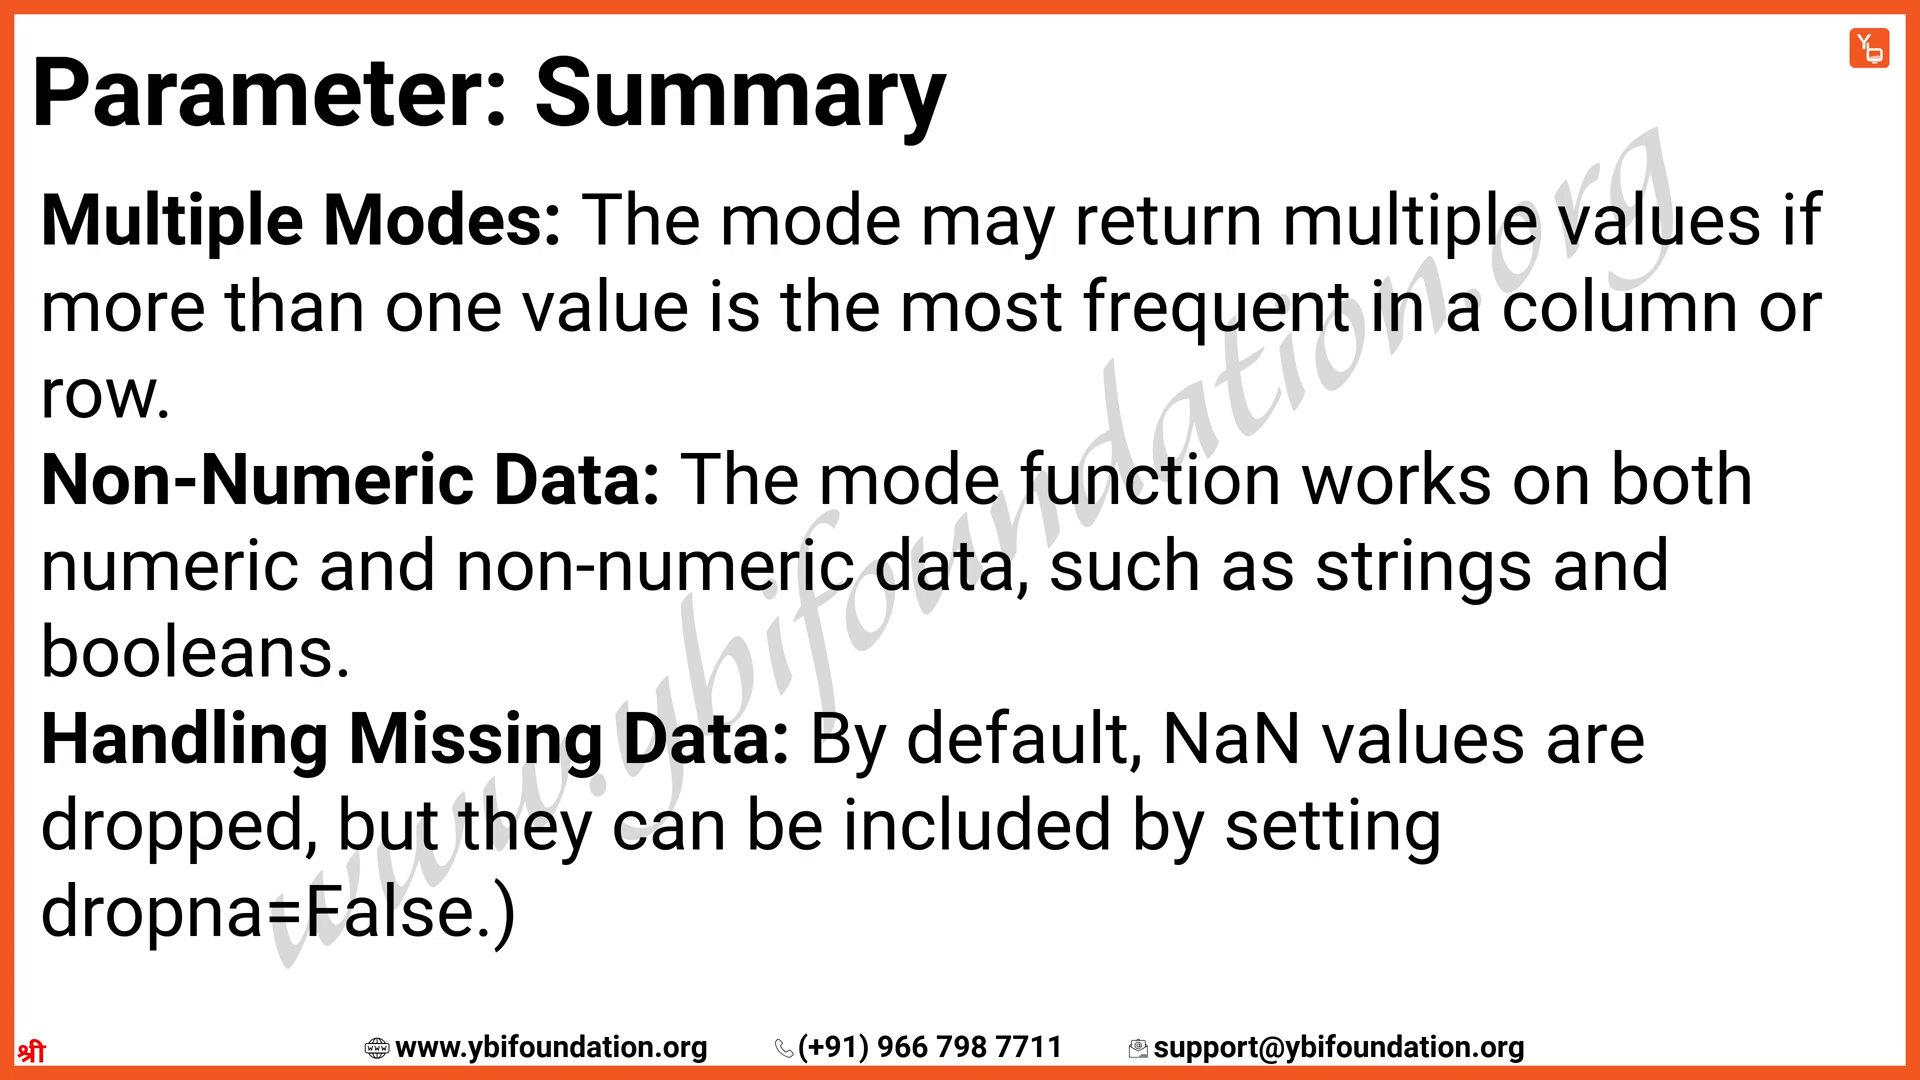 Parameter: Summary
Multiple Modes: The mode may return multiple values if
more than one value is the most frequent in a column or
row.
Non-Numeric Data: The mode function works on both
numeric and non-numeric data, such as strings and
booleans.
Handling Missing Data: By default, NaN values are
dropped, but they can be included by setting
dropna=False.)
www.ybifoundation.org
श्री
www.ybifoundation.org (+91) 966 798 7711 support@ybifoundation.org